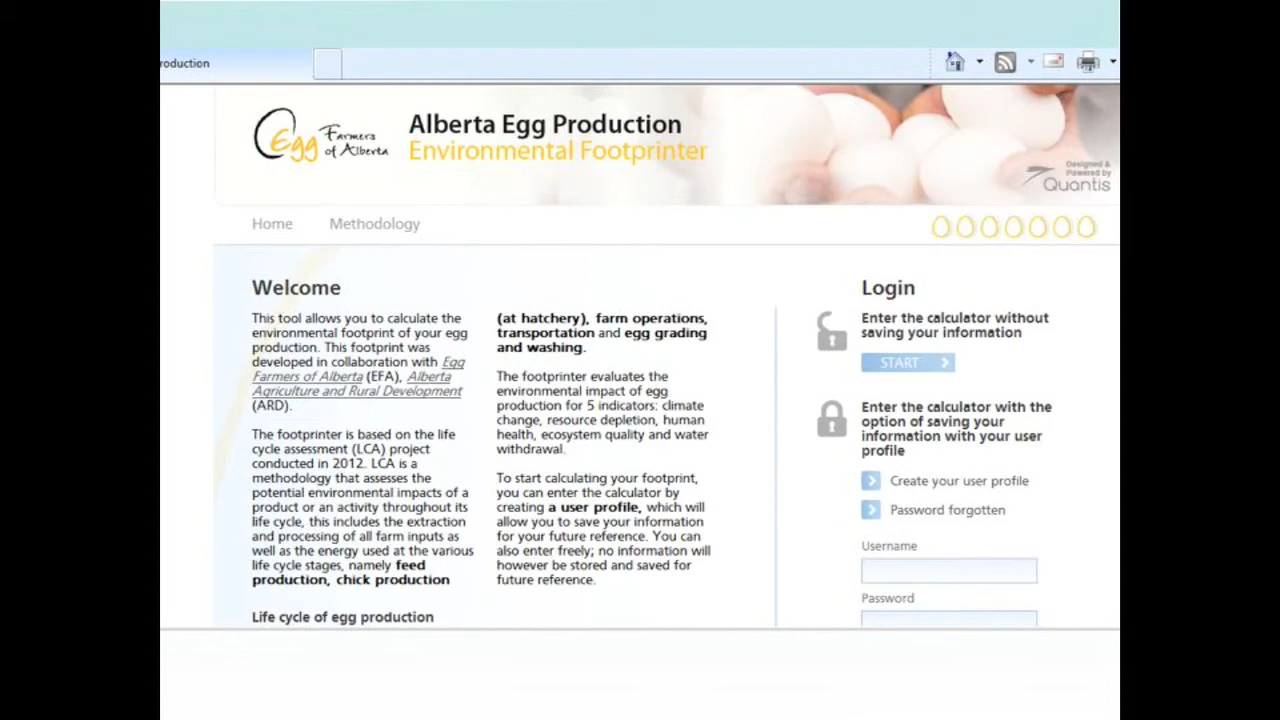 roduction
Egg Farmers
of Alberta
Alberta Egg Production
Environmental Footprinter
Designed &
Powered by
Quantis
Home
Methodology
Welcome
This tool allows you to calculate the
environmental footprint of your egg
production. This footprint was
developed in collaboration with Egg
Farmers of Alberta (EFA), Alberta
Agriculture and Rural Development
(ARD).
The footprinter is based on the life
cycle assessment (LCA) project
conducted in 2012. LCA is a
methodology that assesses the
potential environmental impacts of a
product or an activity throughout its
life cycle, this includes the extraction
and processing of all farm inputs as
well as the energy used at the various
life cycle stages, namely feed
production, chick production
(at hatchery), farm operations,
transportation and egg grading
and washing.
The footprinter evaluates the
environmental impact of egg
production for 5 indicators: climate
change, resource depletion, human
health, ecosystem quality and water
withdrawal.
To start calculating your footprint,
you can enter the calculator by
creating a user profile, which will
allow you to save your information
for your future reference. You can
also enter freely; no information will
however be stored and saved for
future reference.
Life cycle of egg production
Login
Enter the calculator without
saving your information
START
Enter the calculator with the
option of saving your
information with your user
profile
Create your user profile
Password forgotten
Username
Password